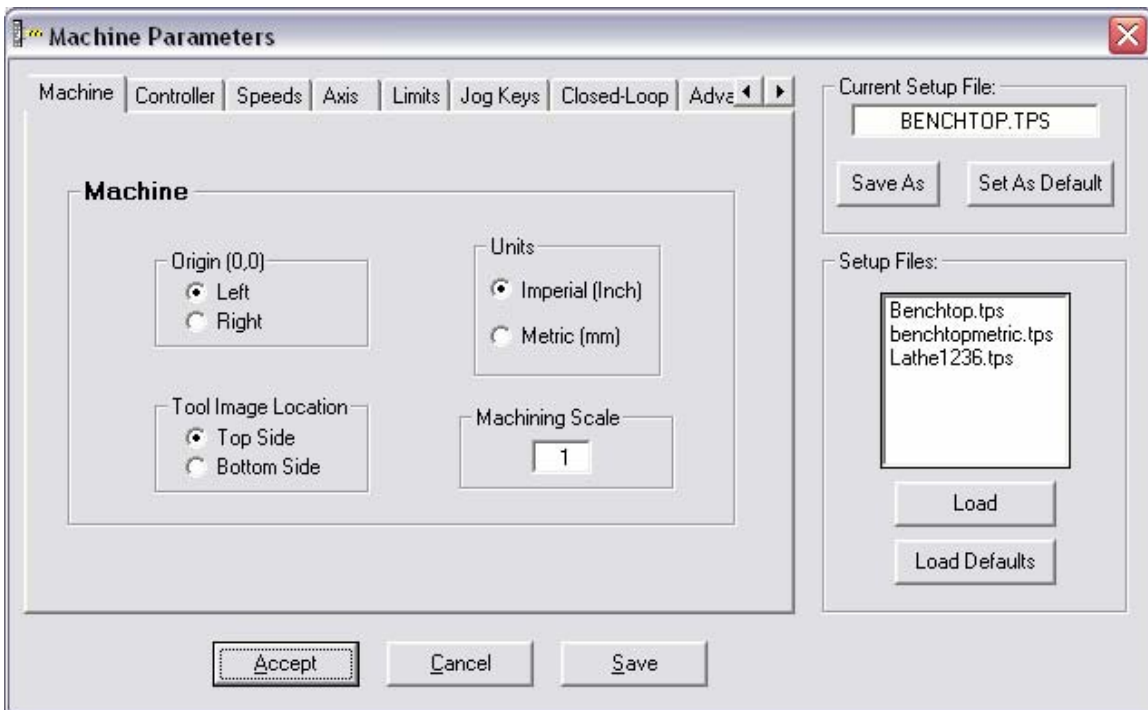 Machine Parameters
Machine Controller Speeds Axis Limits Jog Keys Closed-Loop Adva
Machine
Origin (0,0)
Left
Right
Units
Imperial (Inch)
Metric (mm)
Tool Image Location
Top Side
Bottom Side
Machining Scale
1
Current Setup File:
BENCHTOP.TPS
Save As Set As Default
Setup Files:
Benchtop.tps
benchtopmetric.tps
Lathe1236.tps
Load
Load Defaults
Accept Cancel Save